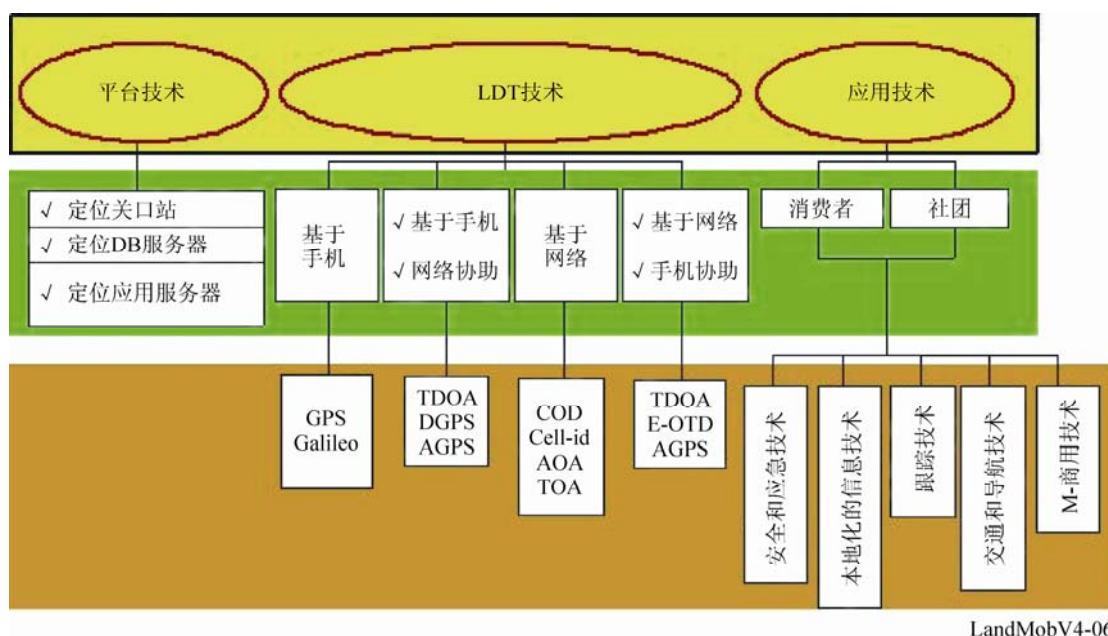 平台技术
LDT技术
应用技术
√ 定位关口站
√ 定位DB服务器
√ 定位应用服务器
基于
手机
√ 基于手机
√ 网络协助
基于
网络
√ 基于网络
√ 手机协助
消费者
社团
GPS
Galileo
TDOA
DGPS
AGPS
COD
Cell-id
AOA
TOA
TDOA
E-OTD
AGPS
安全和应急技术
本地化的信息技术
跟踪技术
交通和导航技术
M-商用技术
LandMobV4-06